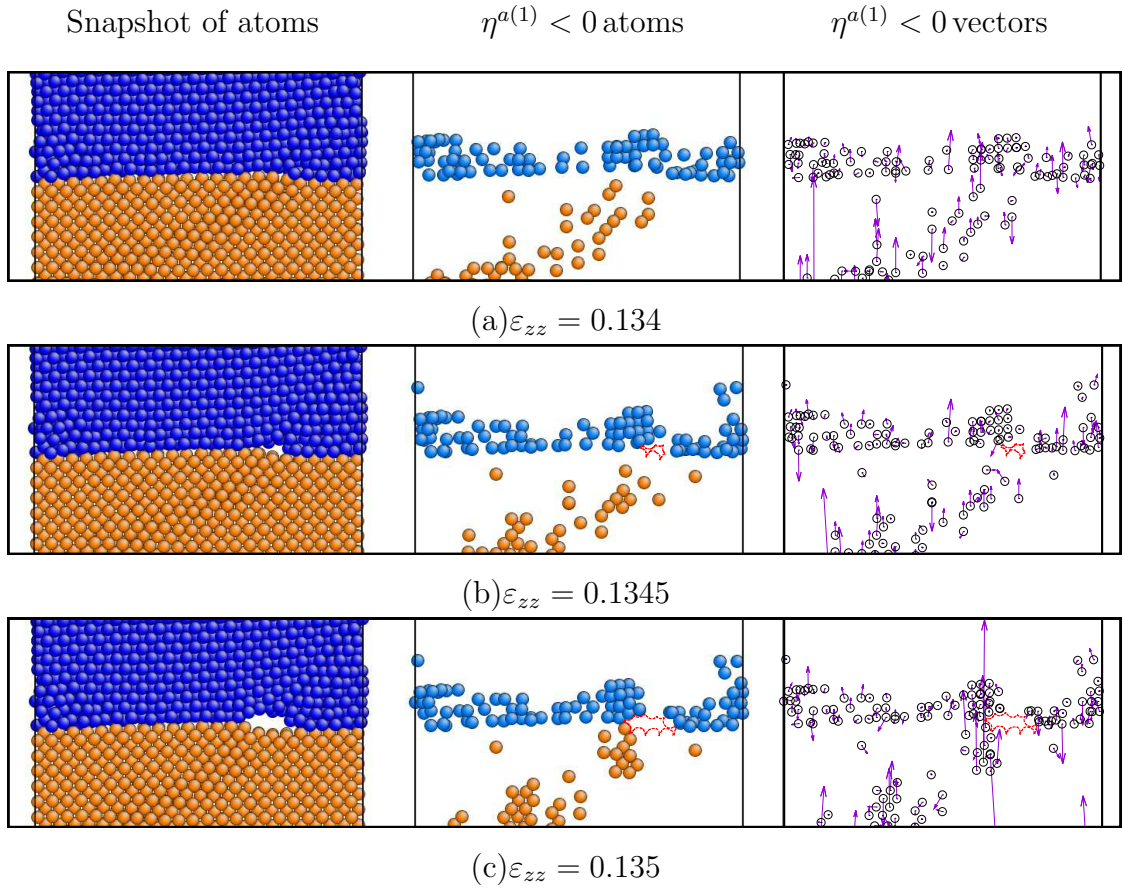 Snapshot of atoms
η^{a(1)} < 0 atoms
η^{a(1)} < 0 vectors
(a)ε_{zz} = 0.134
(b)ε_{zz} = 0.1345
(c)ε_{zz} = 0.135